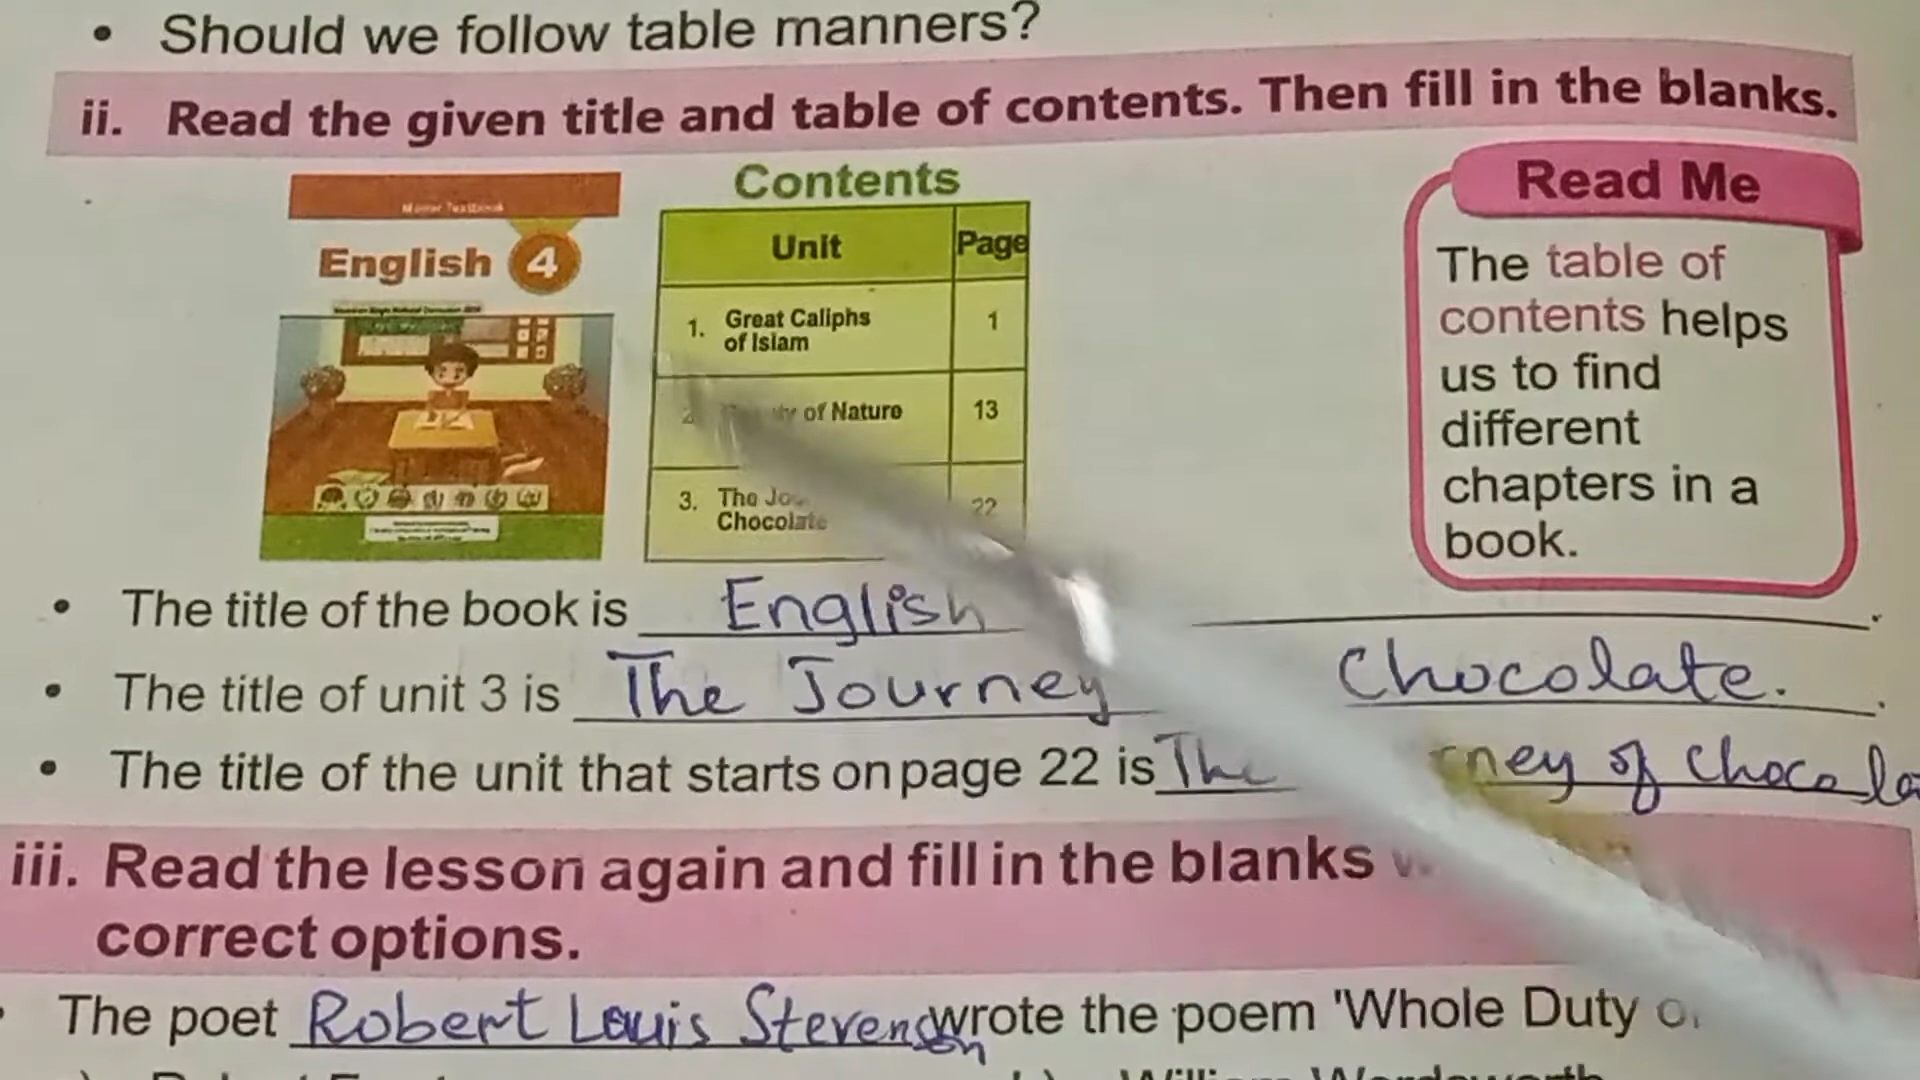 • Should we follow table manners?
ii. Read the given title and table of contents. Then fill in the blanks.
English 4
Contents
Unit Page
1. Great Caliphs of Islam 1
of Nature 13
3. The
Chocolate 22
Read Me
The table of
contents helps
us to find
different
chapters in a
book.
• The title of the book is English .
• The title of unit 3 is The Journey Chocolate. .
• The title of the unit that starts on page 22 is The of
iii. Read the lesson again and fill in the blanks
correct options.
The poet Robert Louis Stevenson wrote the poem 'Whole Duty